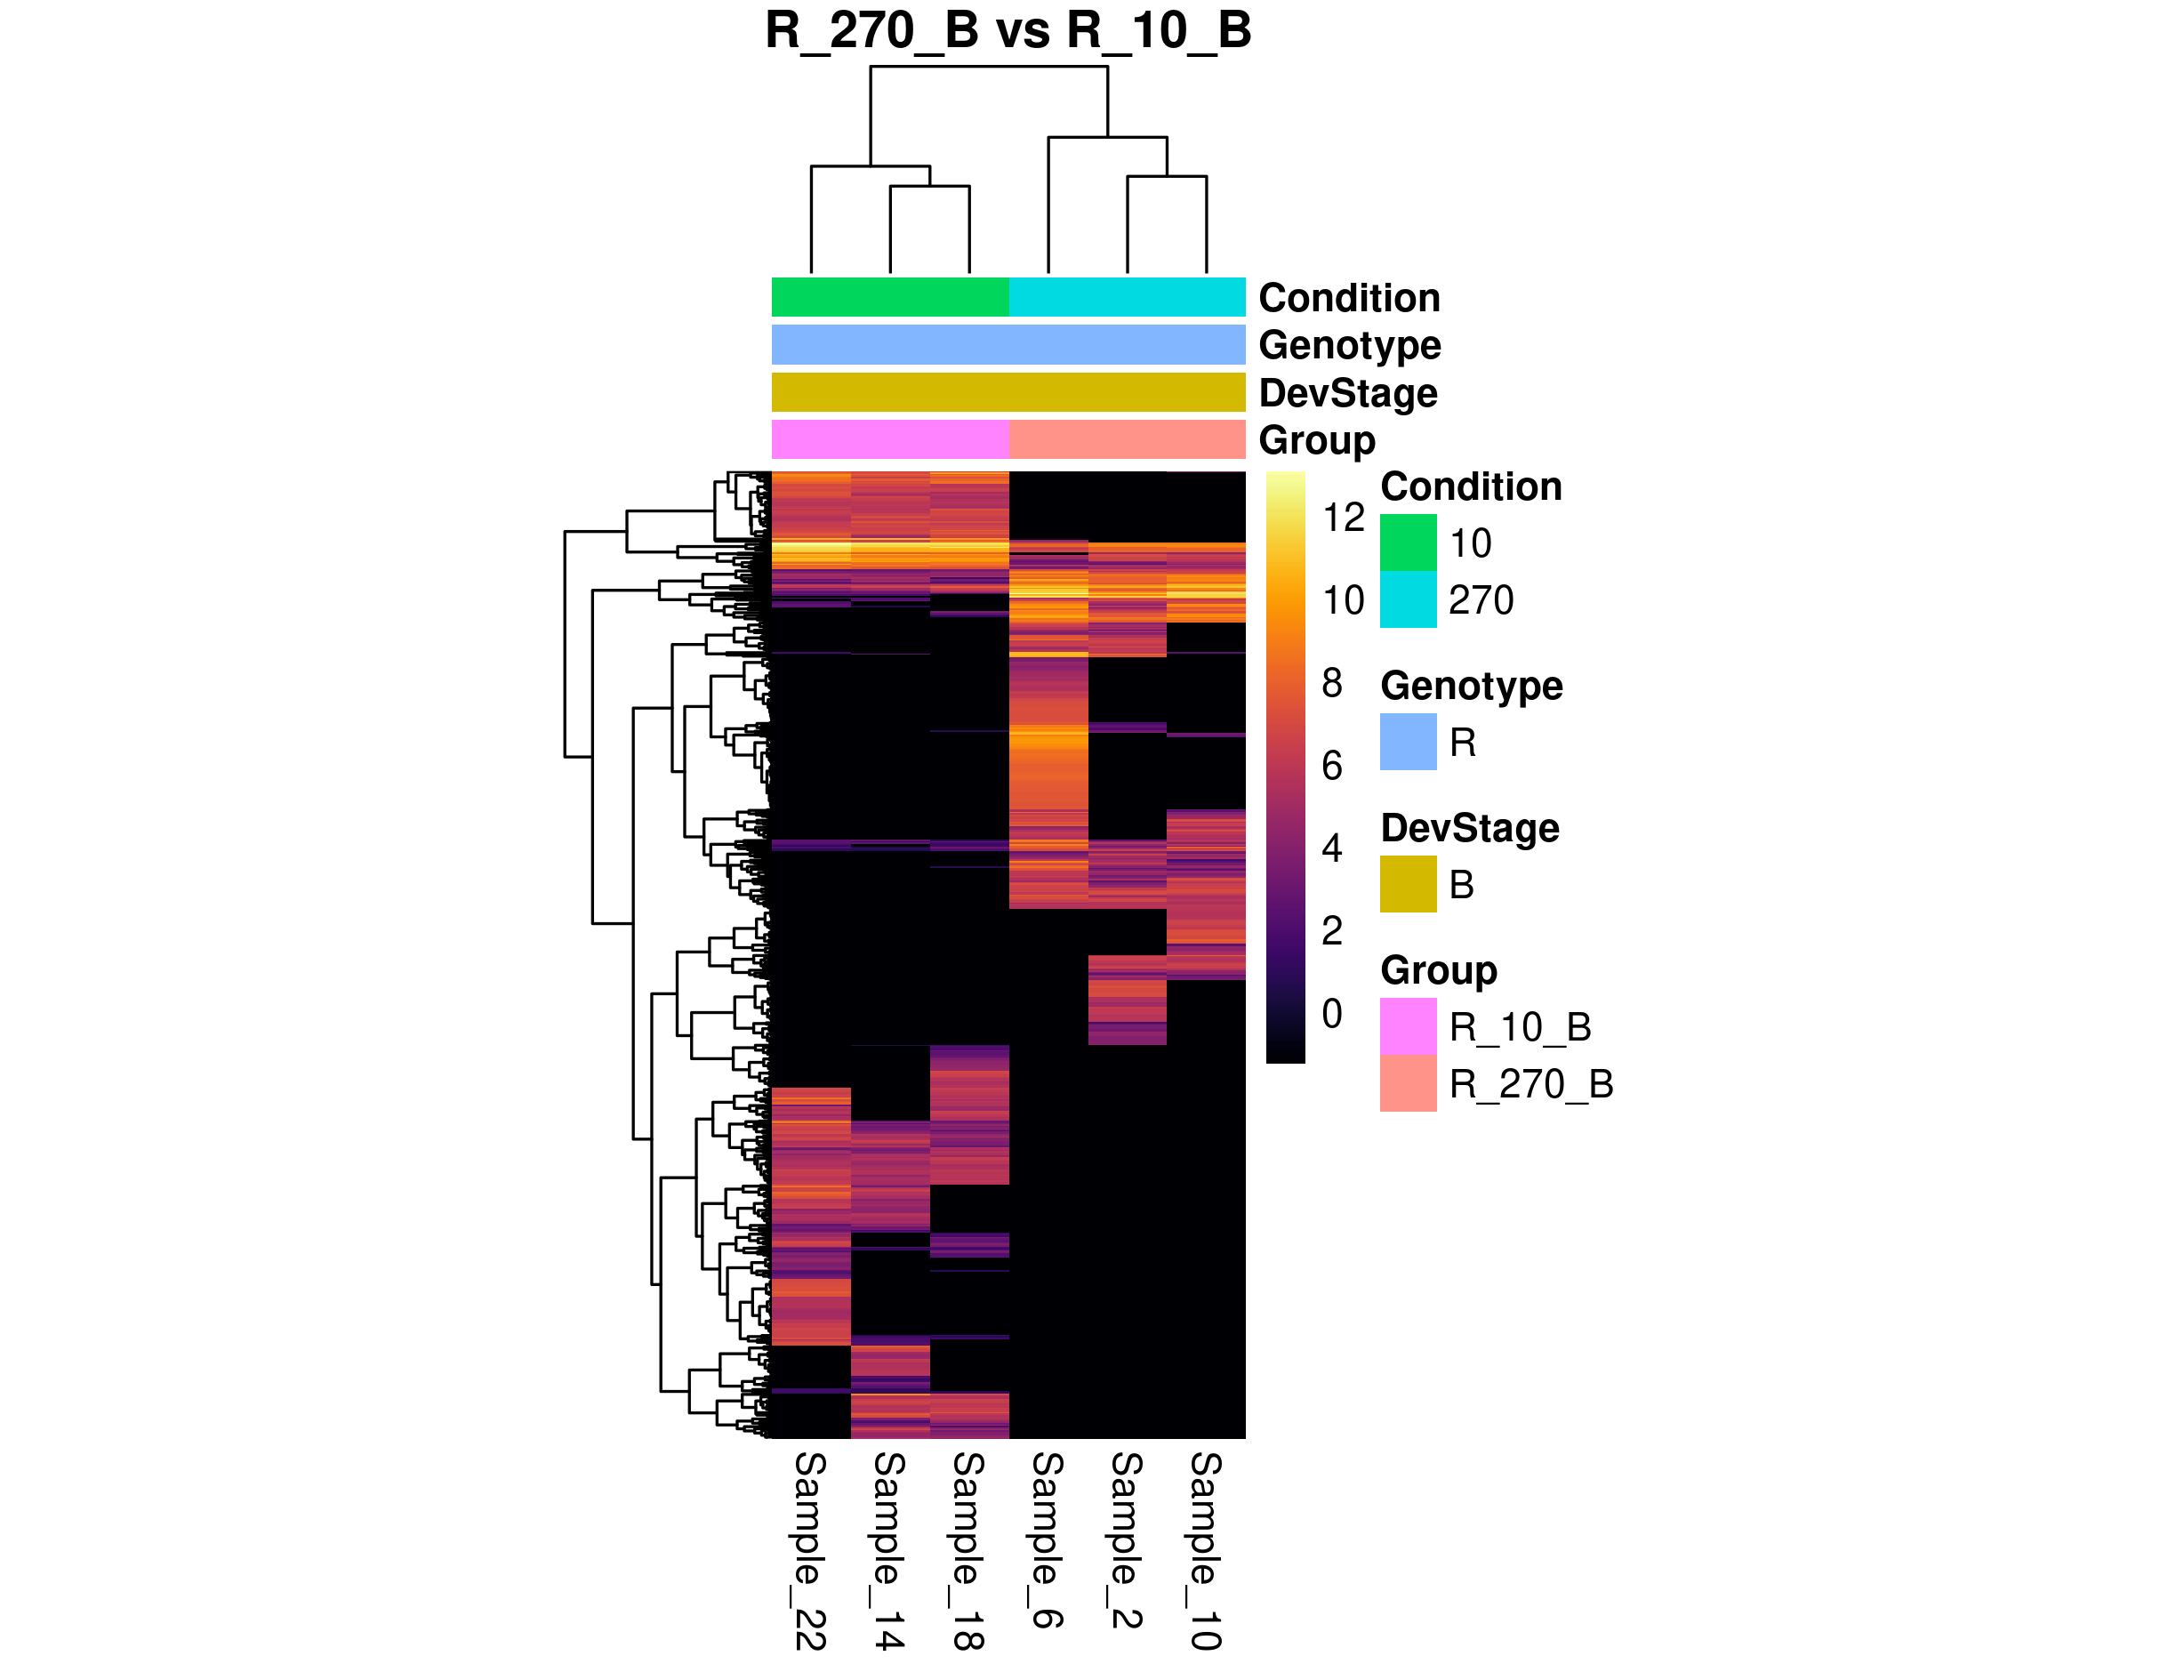 R_270_B vs R_10_B
Condition
Genotype
DevStage
Group
12
10
8
6
4
2
0
Condition
10
270
Genotype
R
DevStage
B
Group
R_10_B
R_270_B
Sample_22
Sample_14
Sample_18
Sample_6
Sample_2
Sample_10